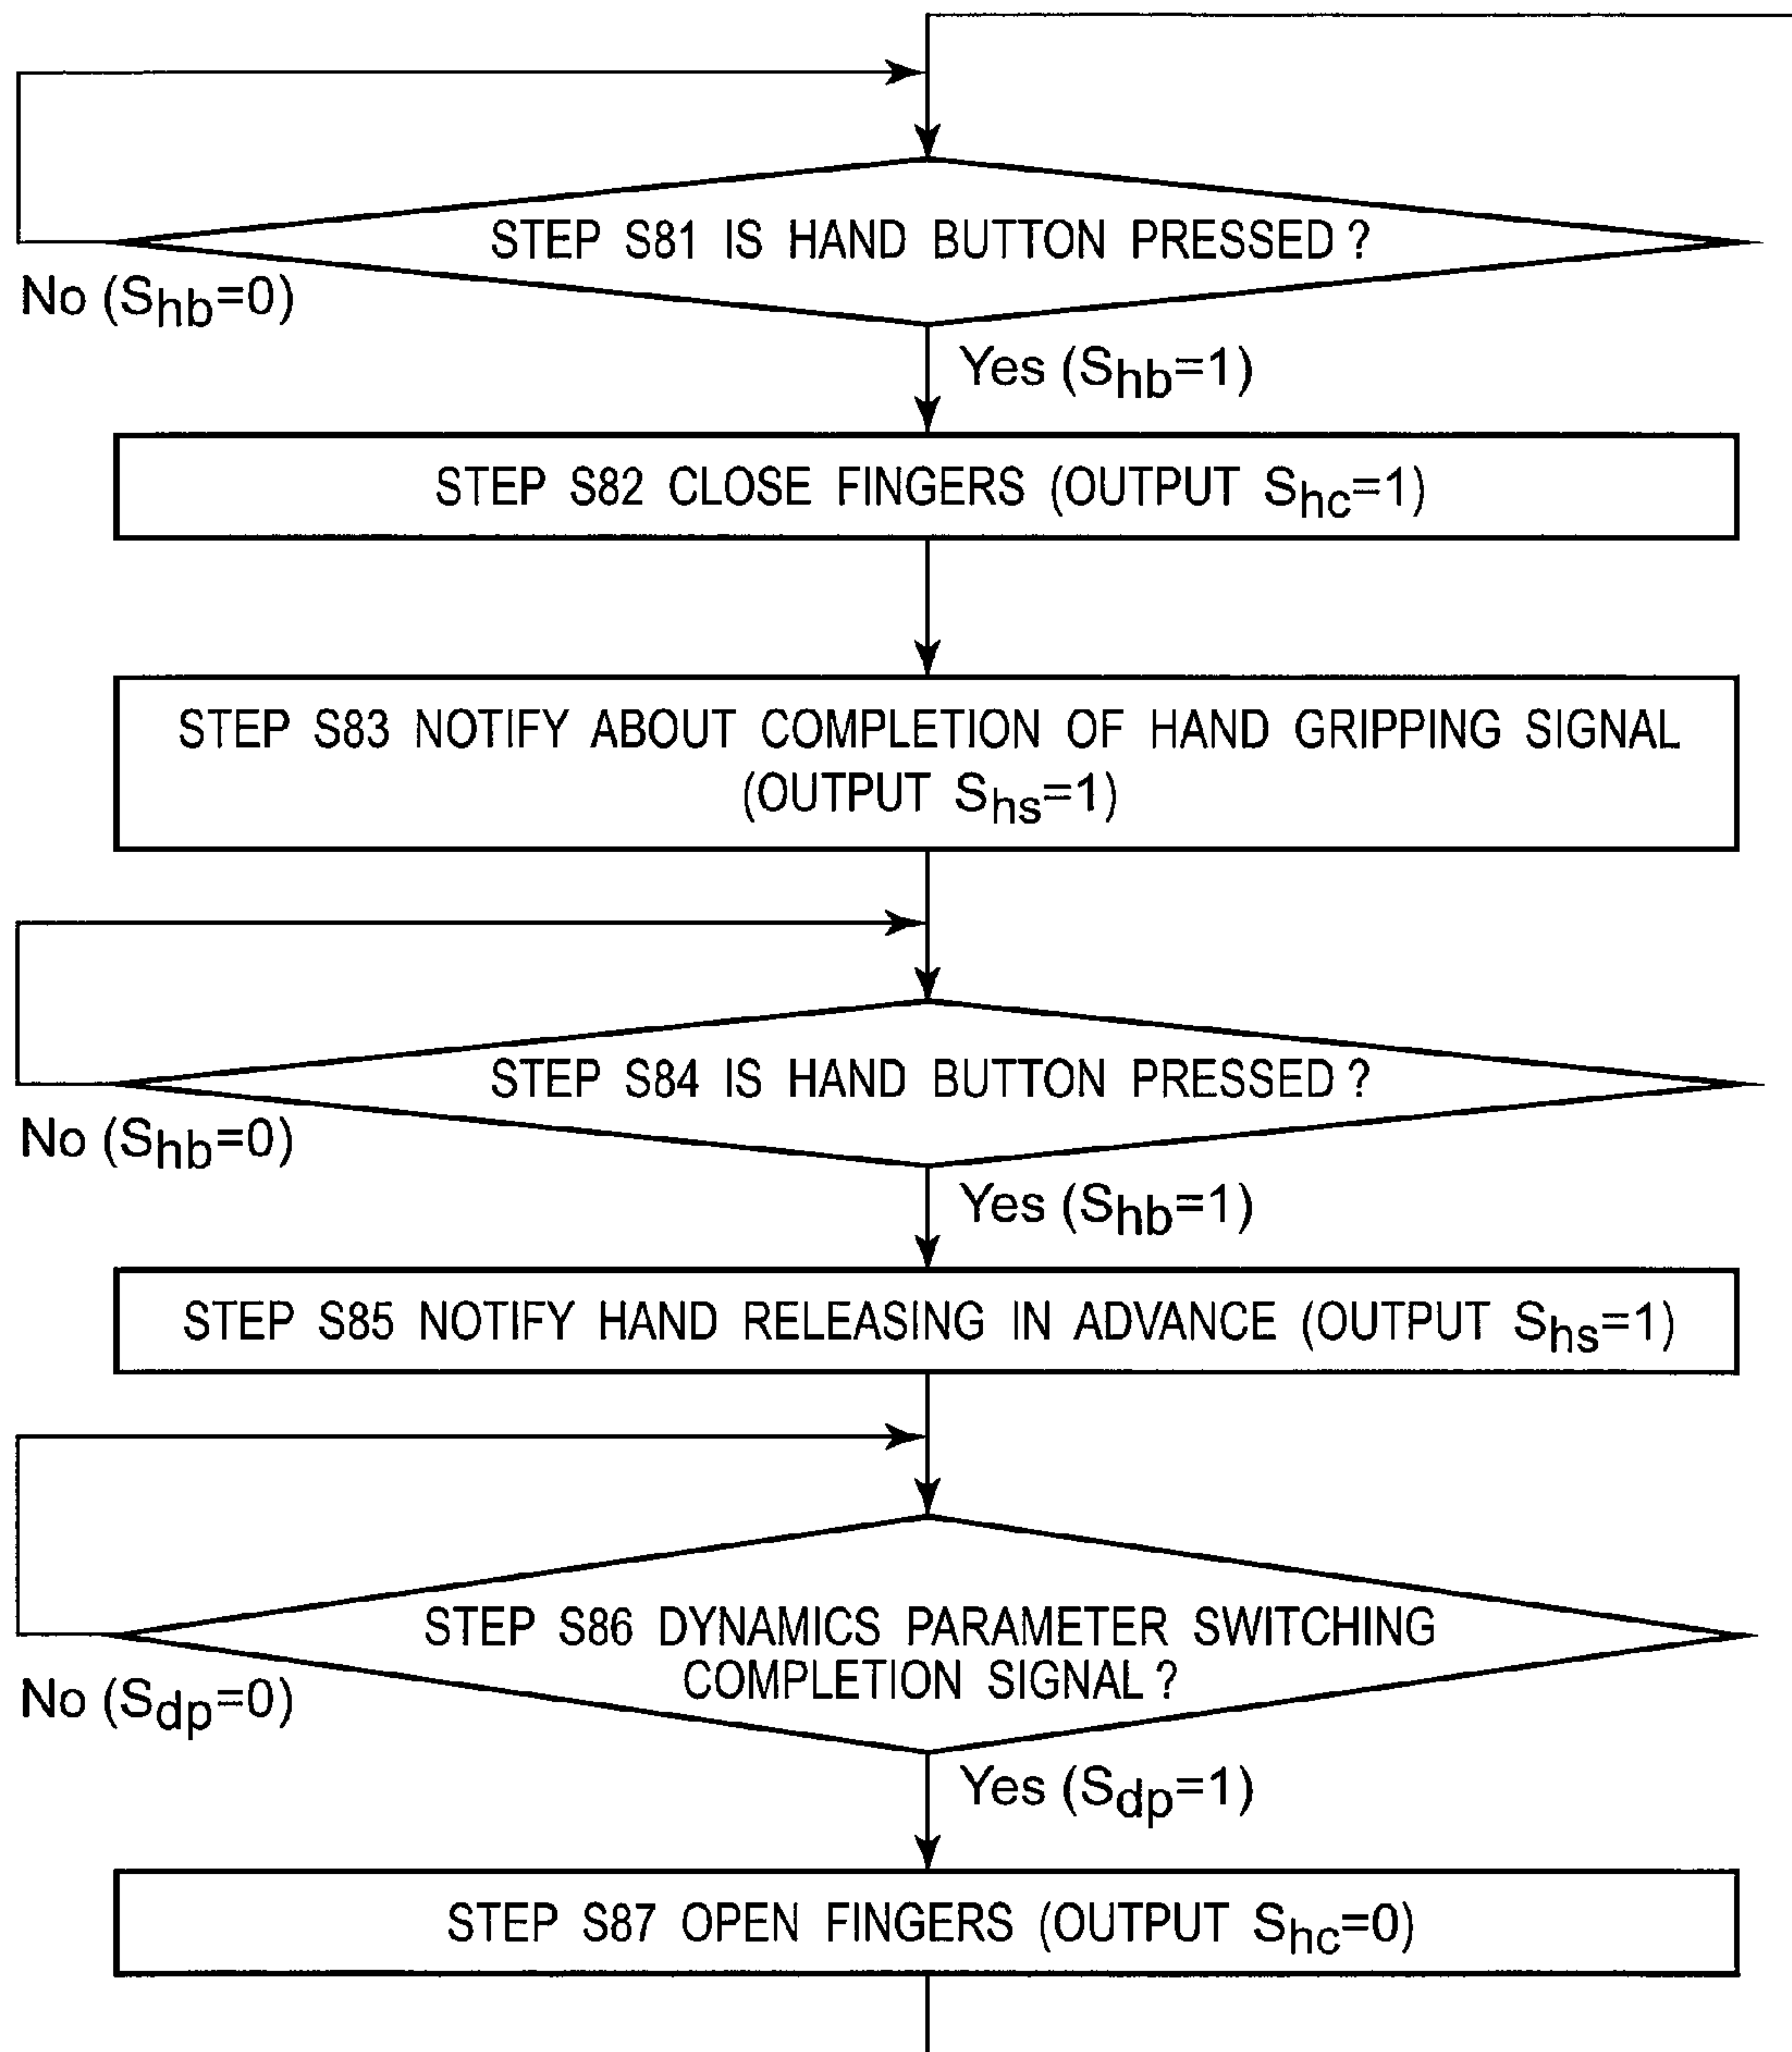 STEP S81 IS HAND BUTTON PRESSED ?
No (Shb=0)
Yes (Shb=1)
STEP S82 CLOSE FINGERS (OUTPUT Shc=1)
STEP S83 NOTIFY ABOUT COMPLETION OF HAND GRIPPING SIGNAL
(OUTPUT Shs=1)
STEP S84 IS HAND BUTTON PRESSED ?
No (Shb=0)
Yes (Shb=1)
STEP S85 NOTIFY HAND RELEASING IN ADVANCE (OUTPUT Shs=1)
STEP S86 DYNAMICS PARAMETER SWITCHING
COMPLETION SIGNAL ?
No (Sdp=0)
Yes (Sdp=1)
STEP S87 OPEN FINGERS (OUTPUT Shc=0)